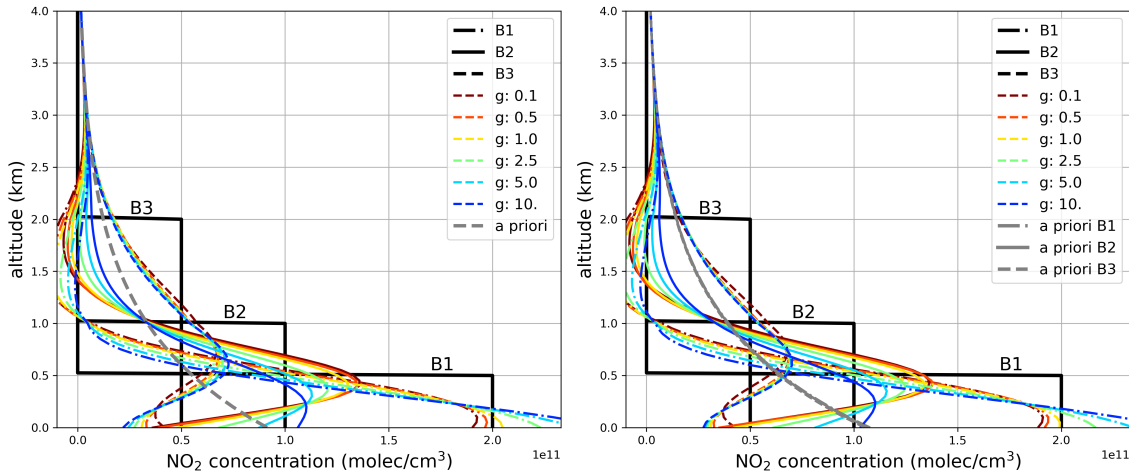 4.0
3.5
3.0
2.5
2.0
1.5
1.0
0.5
0.0
altitude (km)
B3
B2
B1
B1
B2
B3
g: 0.1
g: 0.5
g: 1.0
g: 2.5
g: 5.0
g: 10.
a priori
0.0 0.5 1.0 1.5 2.0
1e11
NO₂ concentration (molec/cm³)
4.0
3.5
3.0
2.5
2.0
1.5
1.0
0.5
0.0
altitude (km)
B3
B2
B1
B1
B2
B3
g: 0.1
g: 0.5
g: 1.0
g: 2.5
g: 5.0
g: 10.
a priori B1
a priori B2
a priori B3
0.0 0.5 1.0 1.5 2.0
1e11
NO₂ concentration (molec/cm³)